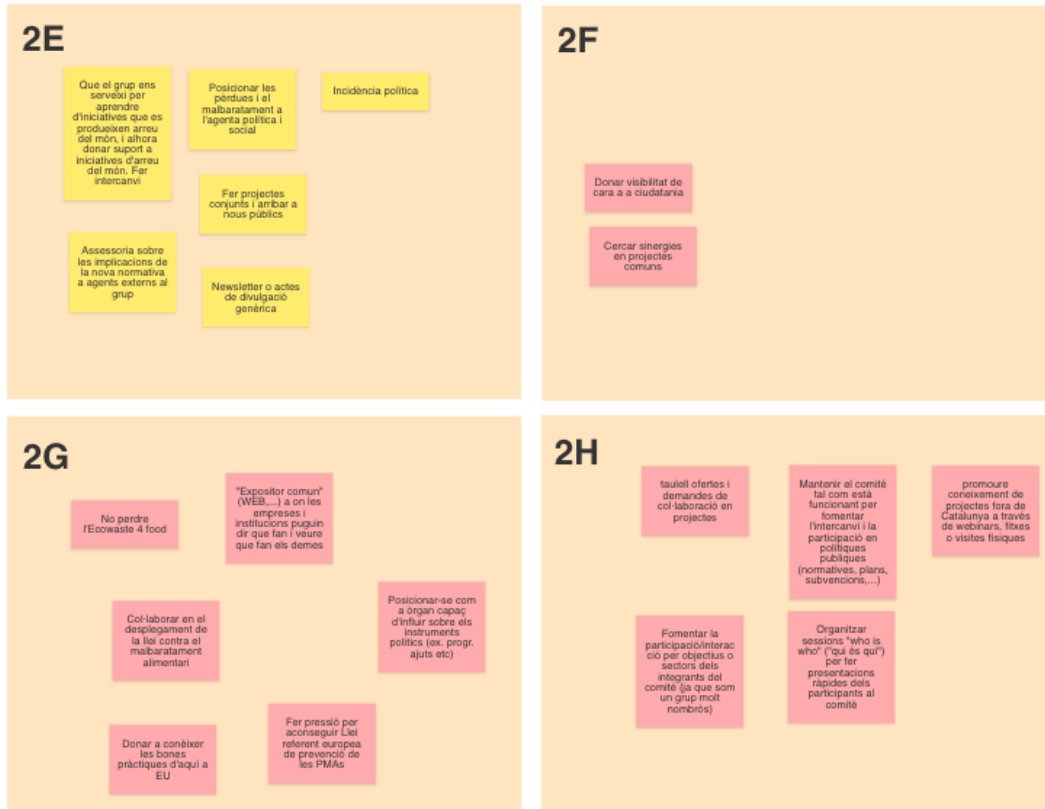 2E
Que el grup ens
serveixi per
aprendre
d'iniciatives que es
produeixen arreu
del món, i alhora
donar suport a
iniciatives d'arreu
del món. Fer
intercanvi
Posicionar les
pèrdues i el
malbaratament a
l'agenta política i
social
Incidència política
Fer projectes
conjunts i arribar a
nous públics
Assessoria sobre
les implicacions de
la nova normativa
a agents externs al
grup
Newsletter o actes
de divulgació
genèrica
2F
Donar visibilitat de
cara a a ciudatania
Cercar sinergies
en projectes
comuns
2G
No perdre
l'Ecowaste 4 food
"Expositor comun"
(WEB,...) a on les
empreses i
institucions puguin
dir que fan i veure
que fan els demes
Posicionar-se com
a òrgan capaç
d'influir sobre els
instruments
polítics (ex. progr.
ajuts etc)
Col·laborar en el
desplegament de
la llei contra el
malbaratament
alimentari
Fer pressió per
aconseguir Llei
referent europea
de prevenció de
les PMAs
Donar a conèixer
les bones
pràctiques d'aquí a
EU
2H
taulell ofertes i
demandes de
col·laboració en
projectes
Mantenir el comitè
tal com està
funcionant per
fomentar
l'intercanvi i la
participació en
polítiques
publiques
(normatives, plans,
subvencions,...)
promoure
coneixement de
projectes fora de
Catalunya a través
de webinars, fitxes
o visites físiques
Fomentar la
participació/interac
ció per objectius o
sectors dels
integrants del
comitè (ja que som
un grup molt
nombrós)
Organitzar
sessions "who is
who" ("qui és qui")
per fer
presentacions
ràpides dels
participants al
comitè